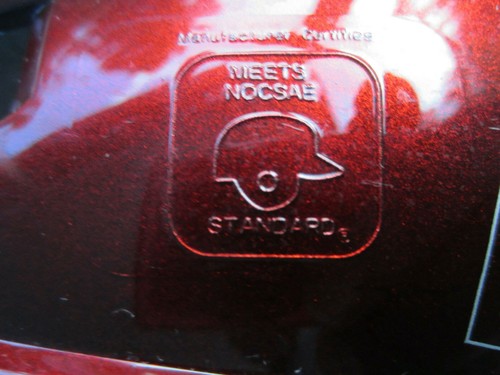 Manufacturer Certifies
MEETS
NOCSAE
STANDARD®